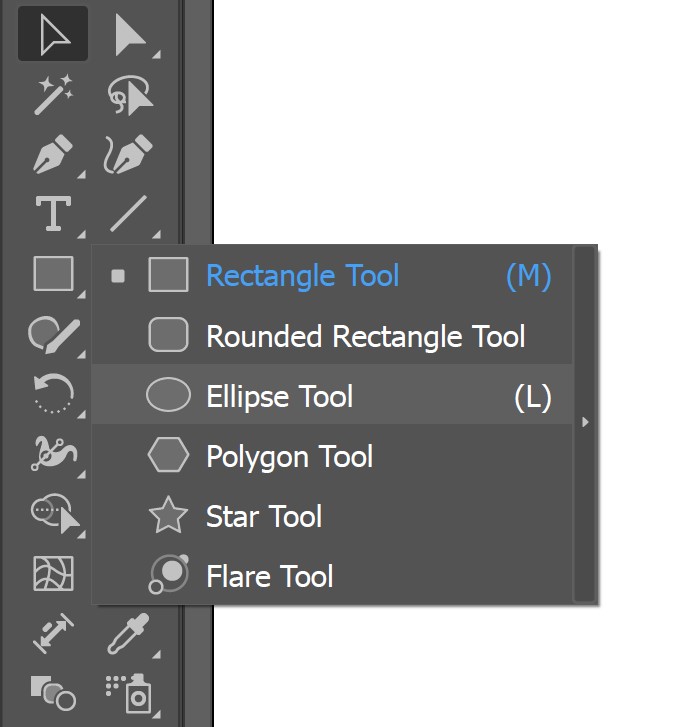 Rectangle Tool (M)
Rounded Rectangle Tool
Ellipse Tool (L)
Polygon Tool
Star Tool
Flare Tool